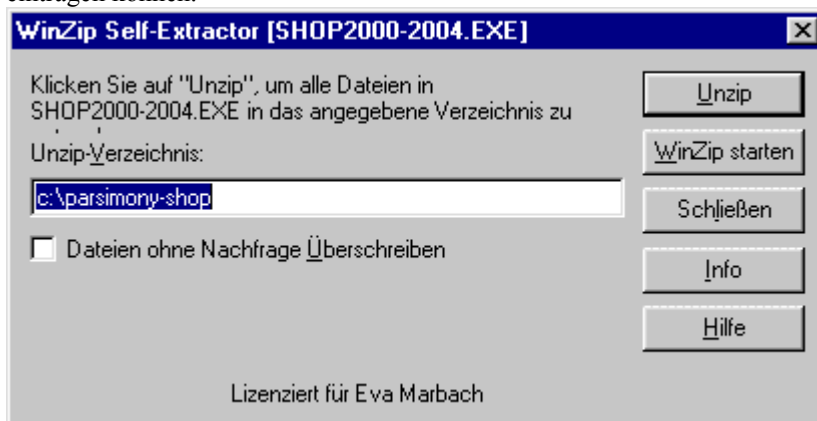 WinZip Self-Extractor [SHOP2000-2004.EXE]
Klicken Sie auf "Unzip", um alle Dateien in
SHOP2000-2004.EXE in das angegebene Verzeichnis zu
Unzip-Verzeichnis:
c:\parsimony-shop
Dateien ohne Nachfrage Überschreiben
Unzip
WinZip starten
Schließen
Info
Hilfe
Lizenziert für Eva Marbach